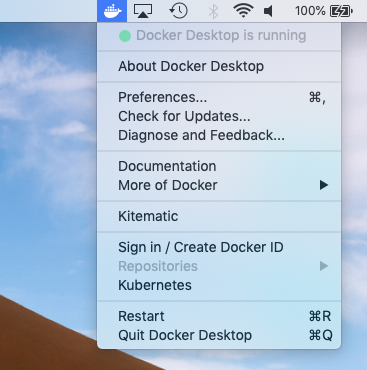 100%
Docker Desktop is running
About Docker Desktop
Preferences... ⌘,
Check for Updates...
Diagnose and Feedback...
Documentation
More of Docker
Kitematic
Sign in / Create Docker ID
Repositories
Kubernetes
Restart ⌘R
Quit Docker Desktop ⌘Q